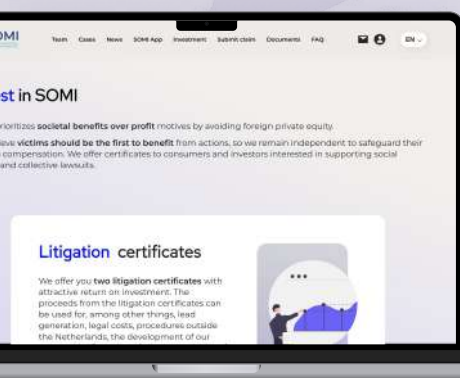 OMI
Team Cases News SOMI App Investment Submit claim Documents FAQ EN
st in SOMI
rioritizes societal benefits over profit motives by avoiding foreign private equity.
eve victims should be the first to benefit from actions, so we remain independent to safeguard their
compensation. We offer certificates to consumers and investors interested in supporting social
and collective lawsuits.
Litigation certificates
We offer you two litigation certificates with
attractive return on investment. The
proceeds from the litigation certificates can
be used for, among other things, lead
generation, legal costs, procedures outside
the Netherlands, the development of our